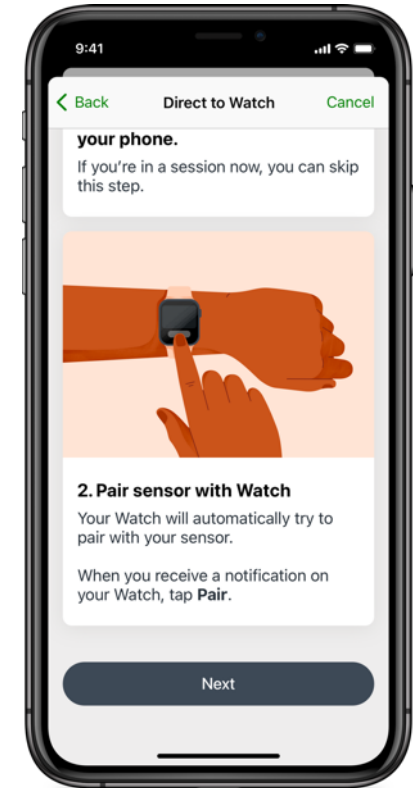 9:41
Back
Direct to Watch
Cancel
your phone.
If you're in a session now, you can skip
this step.
2. Pair sensor with Watch
Your Watch will automatically try to
pair with your sensor.
When you receive a notification on
your Watch, tap Pair.
Next